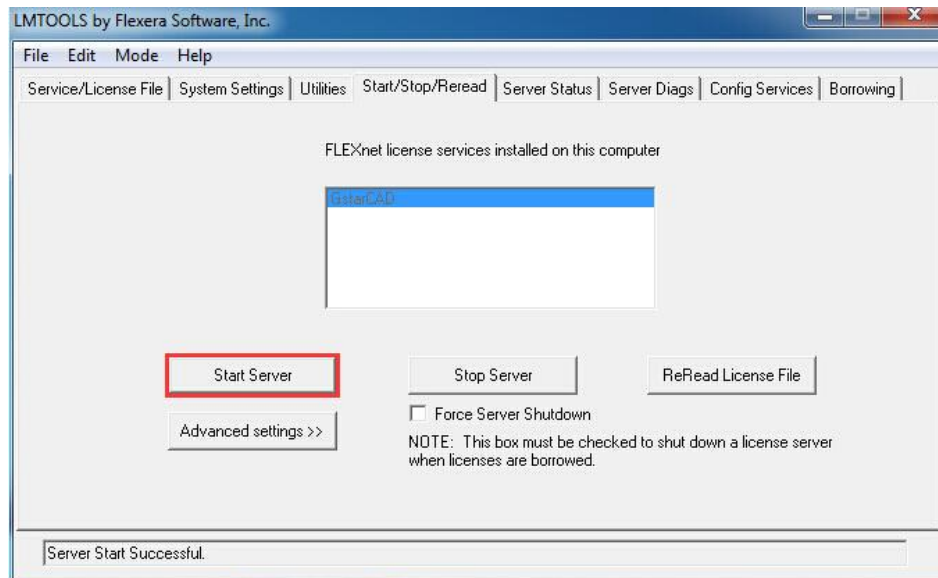 LMTOOLS by Flexera Software, Inc.
File Edit Mode Help
Service/License File System Settings Utilities Start/Stop/Reread Server Status Server Diags Config Services Borrowing
FLEXnet license services installed on this computer
GstarCAD
Start Server Stop Server ReRead License File
Advanced settings >> Force Server Shutdown
NOTE: This box must be checked to shut down a license server
when licenses are borrowed.
Server Start Successful.